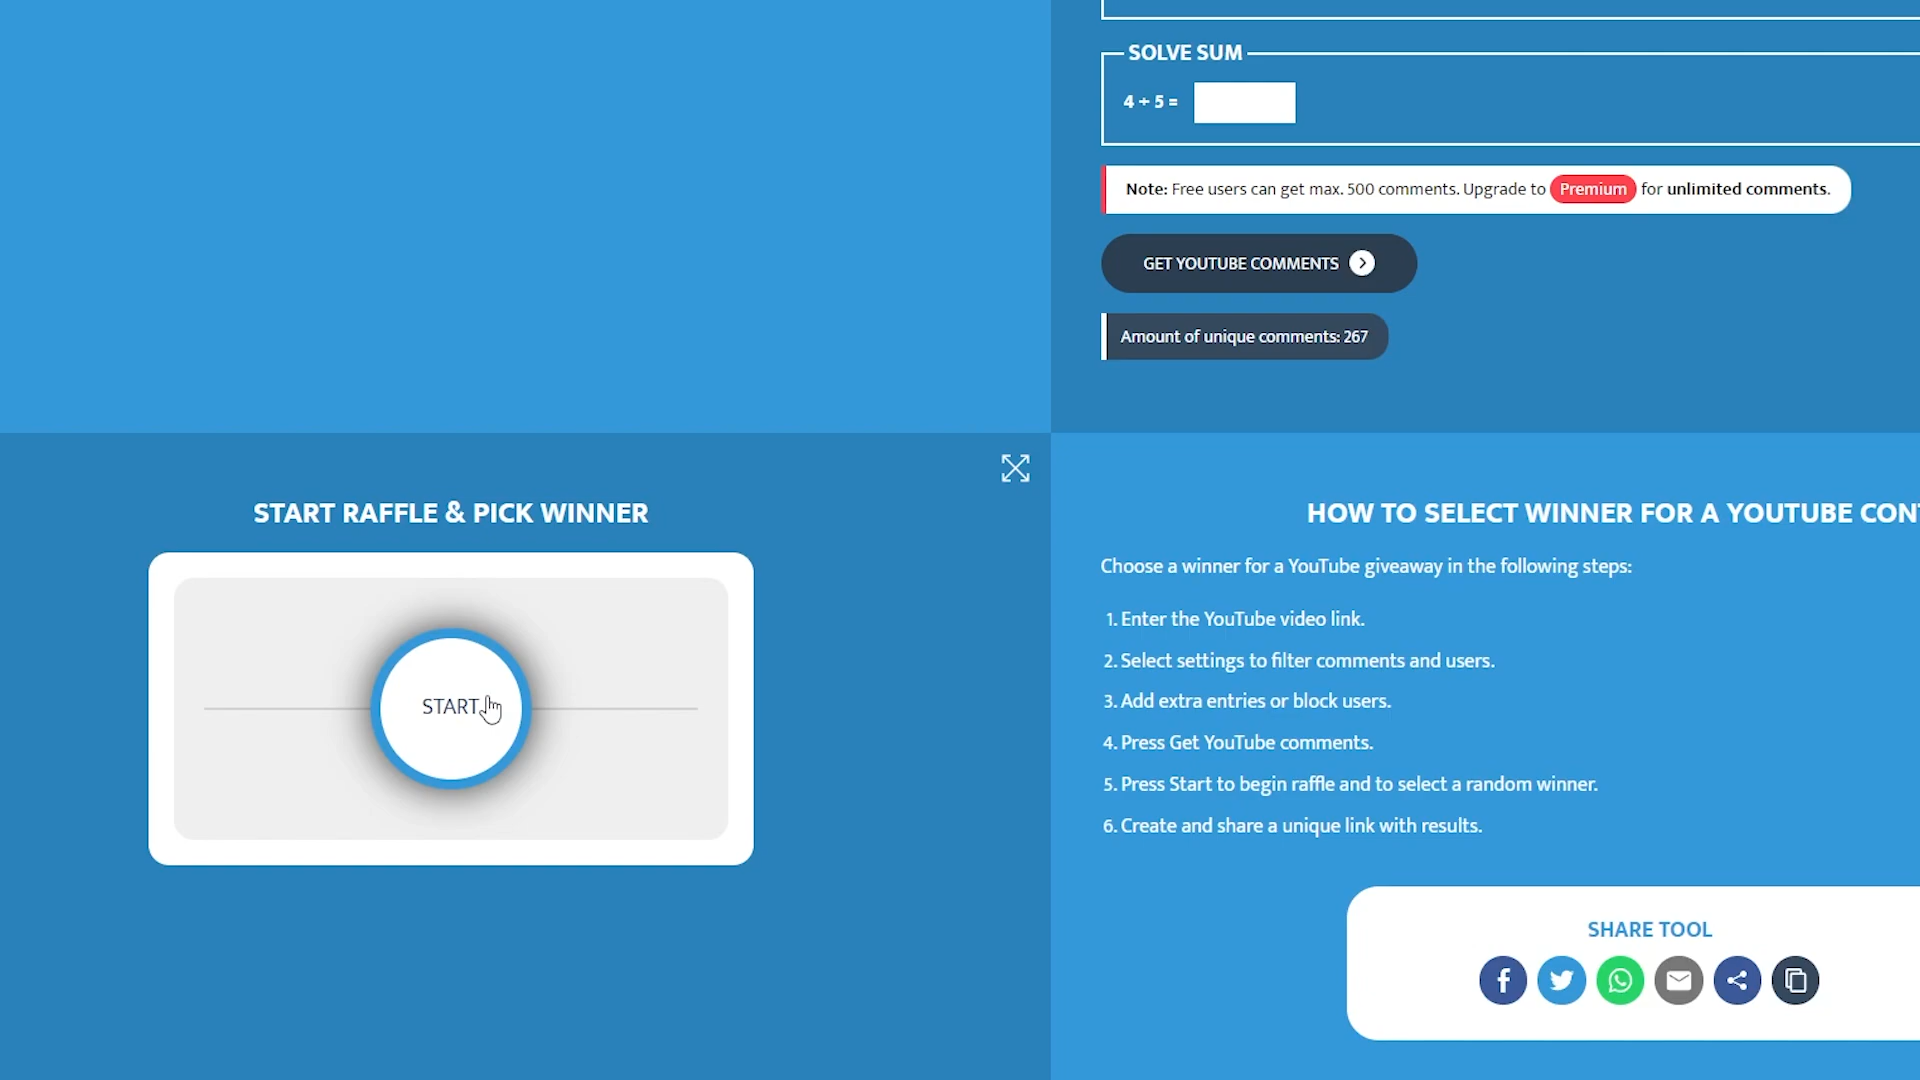 SOLVE SUM
4 + 5 =
Note: Free users can get max. 500 comments. Upgrade to Premium for unlimited comments.
GET YOUTUBE COMMENTS
Amount of unique comments: 267
START RAFFLE & PICK WINNER
START
HOW TO SELECT WINNER FOR A YOUTUBE CONT
Choose a winner for a YouTube giveaway in the following steps:
1. Enter the YouTube video link.
2. Select settings to filter comments and users.
3. Add extra entries or block users.
4. Press Get YouTube comments.
5. Press Start to begin raffle and to select a random winner.
6. Create and share a unique link with results.
SHARE TOOL